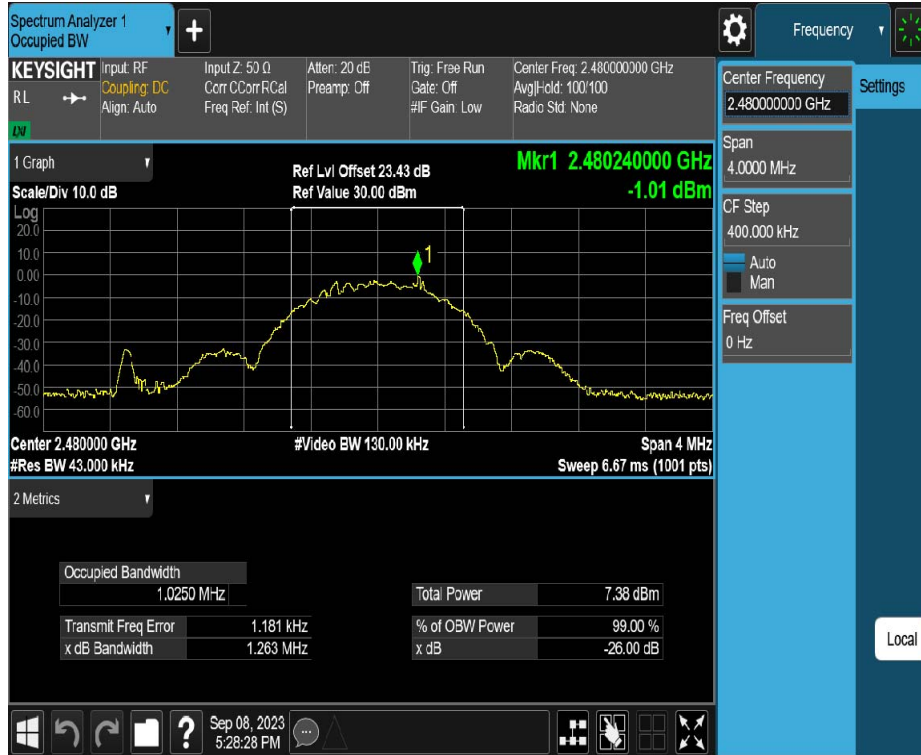 Spectrum Analyzer 1
Occupied BW
Frequency
KEYSIGHT
RL
LXI
Input: RF
Coupling: DC
Align: Auto
Input Z: 50 Ω
Corr CCorr RCal
Freq Ref: Int (S)
Atten: 20 dB
Preamp: Off
Trig: Free Run
Gate: Off
#IF Gain: Low
Center Freq: 2.480000000 GHz
Avg|Hold: 100/100
Radio Std: None
Center Frequency
2.480000000 GHz
Settings
Span
4.0000 MHz
CF Step
400.000 kHz
Auto
Man
Freq Offset
0 Hz
Local
1 Graph
Scale/Div 10.0 dB
Ref Lvl Offset 23.43 dB
Ref Value 30.00 dBm
Mkr1 2.480240000 GHz
-1.01 dBm
Log
20.0
10.0
0.00
-10.0
-20.0
-30.0
-40.0
-50.0
-60.0
1
Center 2.480000 GHz
#Video BW 130.00 kHz
Span 4 MHz
#Res BW 43.000 kHz
Sweep 6.67 ms (1001 pts)
2 Metrics
Occupied Bandwidth
1.0250 MHz
Total Power 7.38 dBm
Transmit Freq Error 1.181 kHz
% of OBW Power 99.00 %
x dB Bandwidth 1.263 MHz
x dB -26.00 dB
?
Sep 08, 2023
5:28:28 PM